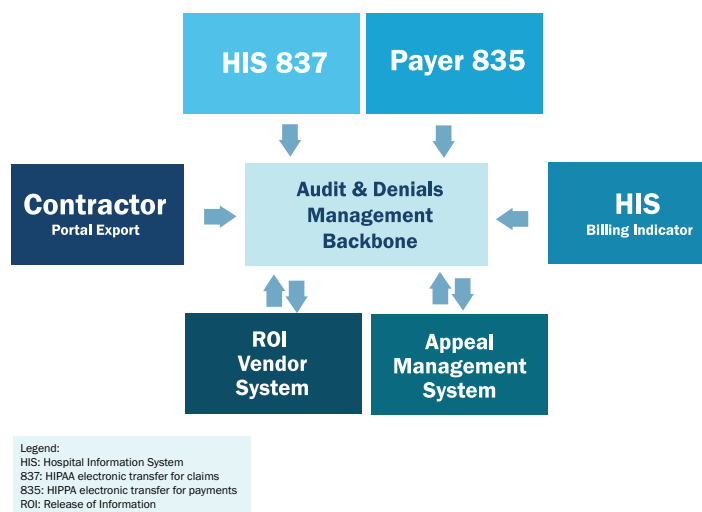 HIS 837
Payer 835
Contractor
Portal Export
Audit & Denials
Management
Backbone
HIS
Billing Indicator
ROI
Vendor
System
Appeal
Management
System
Legend:
HIS: Hospital Information System
837: HIPAA electronic transfer for claims
835: HIPPA electronic transfer for payments
ROI: Release of Information